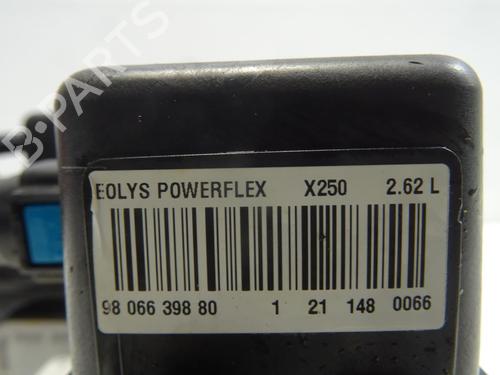 B-PARTS
EOLYS POWERFLEX X250 2.62 L
98 066 398 80 1 21 148 0066